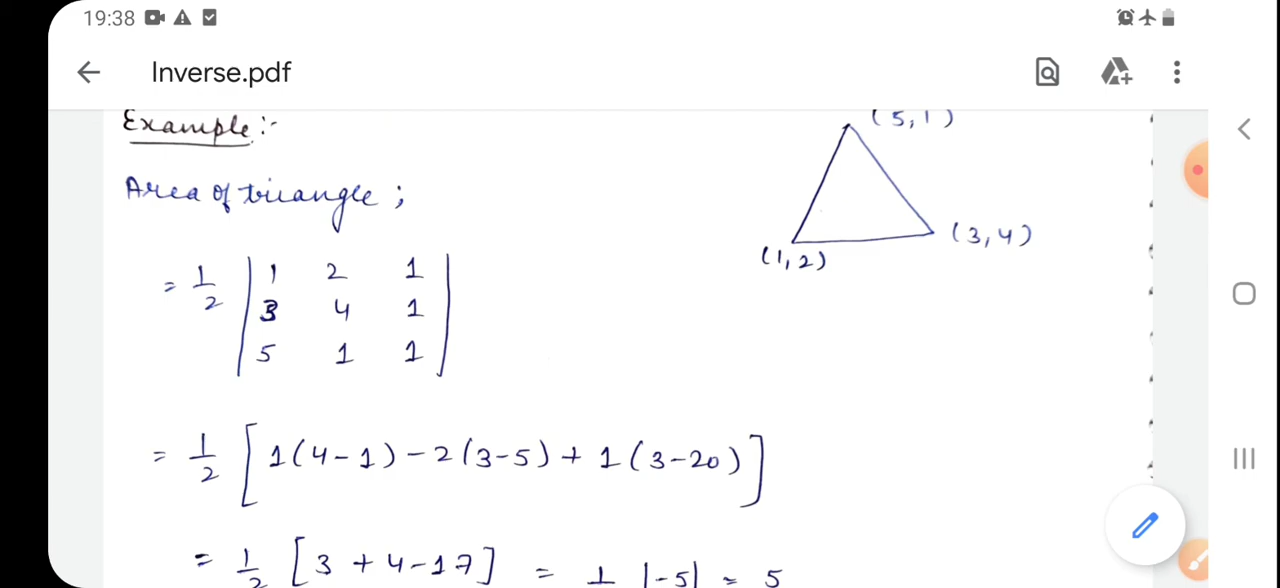 19:38
Inverse.pdf
Example :-
(5,1)
Area of triangle ;
(3,4)
(1,2)
= 1/2 | 1 2 1
3 4 1
5 1 1 |
= 1/2 [ 1(4-1) - 2(3-5) + 1(3-20) ]
= 1/2 [ 3 + 4 - 17 ] = 1 |-5| = 5